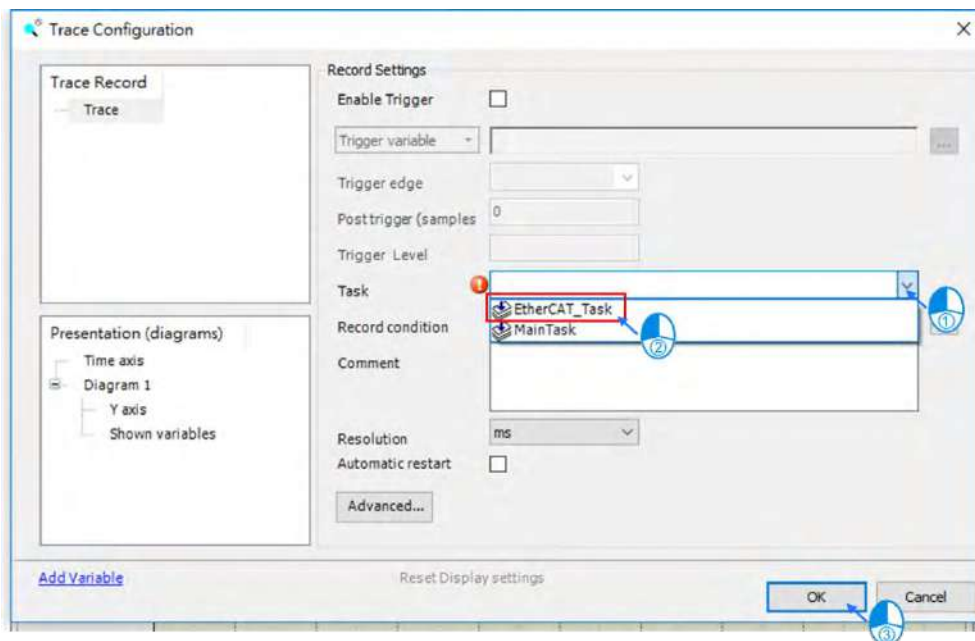 Trace Configuration
Trace Record
Trace
Presentation (diagrams)
Time axis
Diagram 1
Y axis
Shown variables
Record Settings
Enable Trigger
Trigger variable
...
Trigger edge
Post trigger (samples
0
Trigger Level
Task
EtherCAT_Task
①
MainTask
②
Record condition
Comment
Resolution
ms
Automatic restart
Advanced...
Add Variable
Reset Display settings
OK
Cancel
③